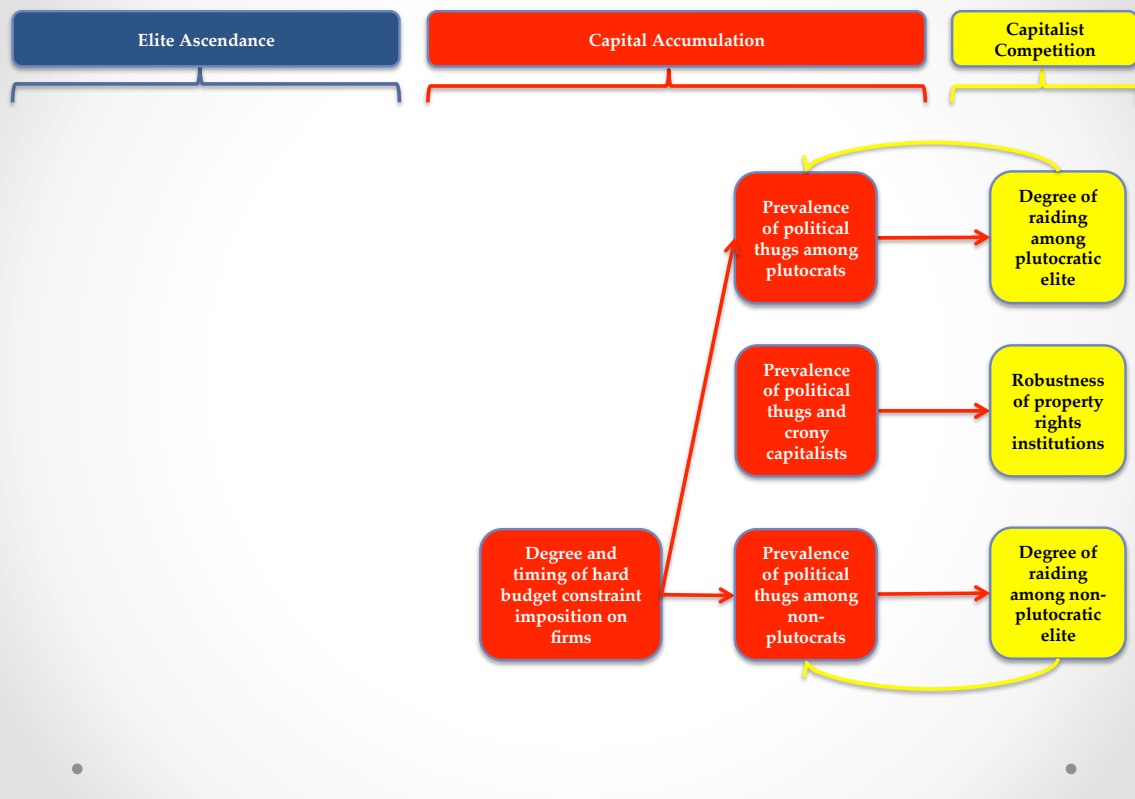 Elite Ascendance
Capital Accumulation
Capitalist
Competition
Prevalence
of political
thugs among
plutocrats
Degree of
raiding
among
plutocratic
elite
Prevalence
of political
thugs and
crony
capitalists
Robustness
of property
rights
institutions
Degree and
timing of hard
budget constraint
imposition on
firms
Prevalence
of political
thugs among
non-
plutocrats
Degree of
raiding
among non-
plutocratic
elite